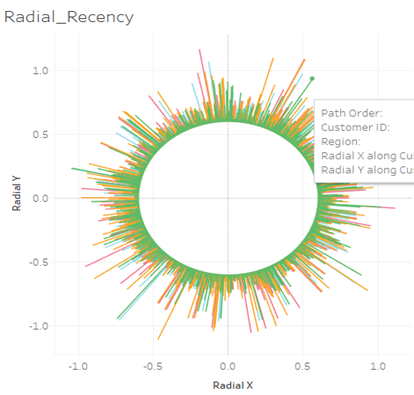 Radial_Recency
1.0
0.5
0.0
-0.5
-1.0
Radial Y
Path Order:
Customer ID:
Region:
Radial X along Cu
Radial Y along Cu
-1.0 -0.5 0.0 0.5 1.0
Radial X